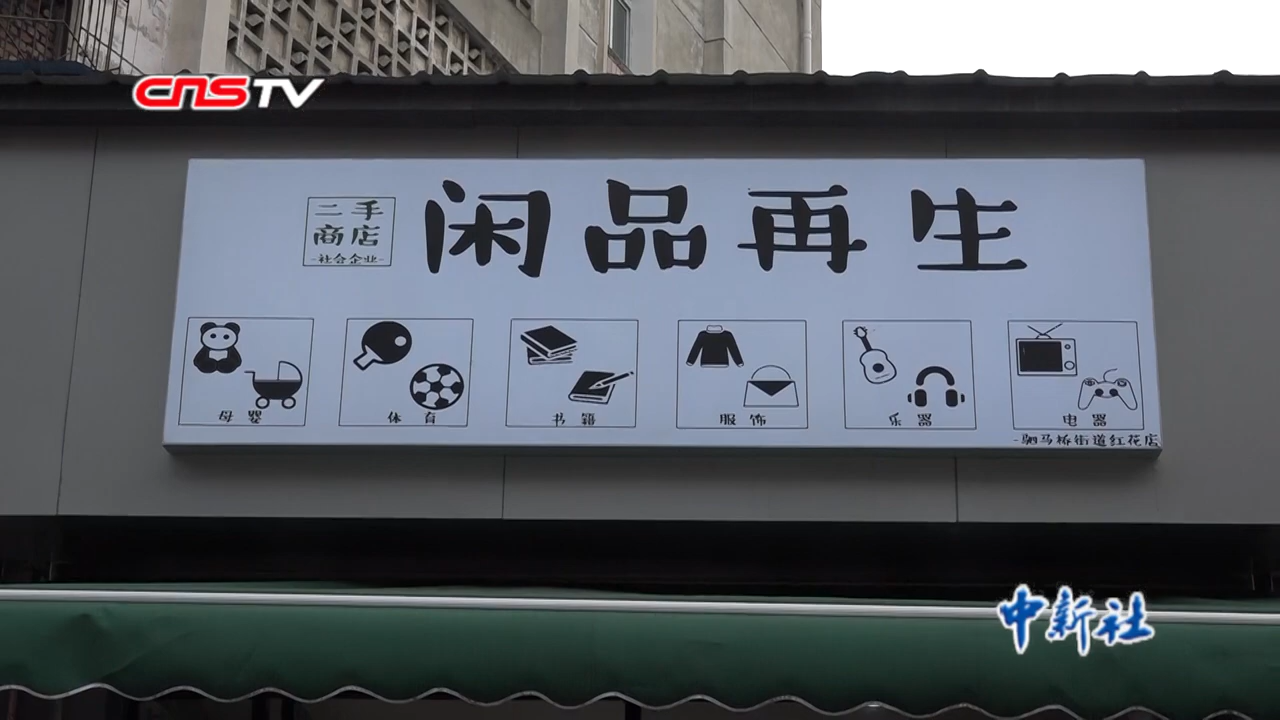 CNSTV
二手
商店
-社会企业-
闲品再生
母婴
体育
书籍
服饰
乐器
电器
-驷马桥街道红花店
中新社